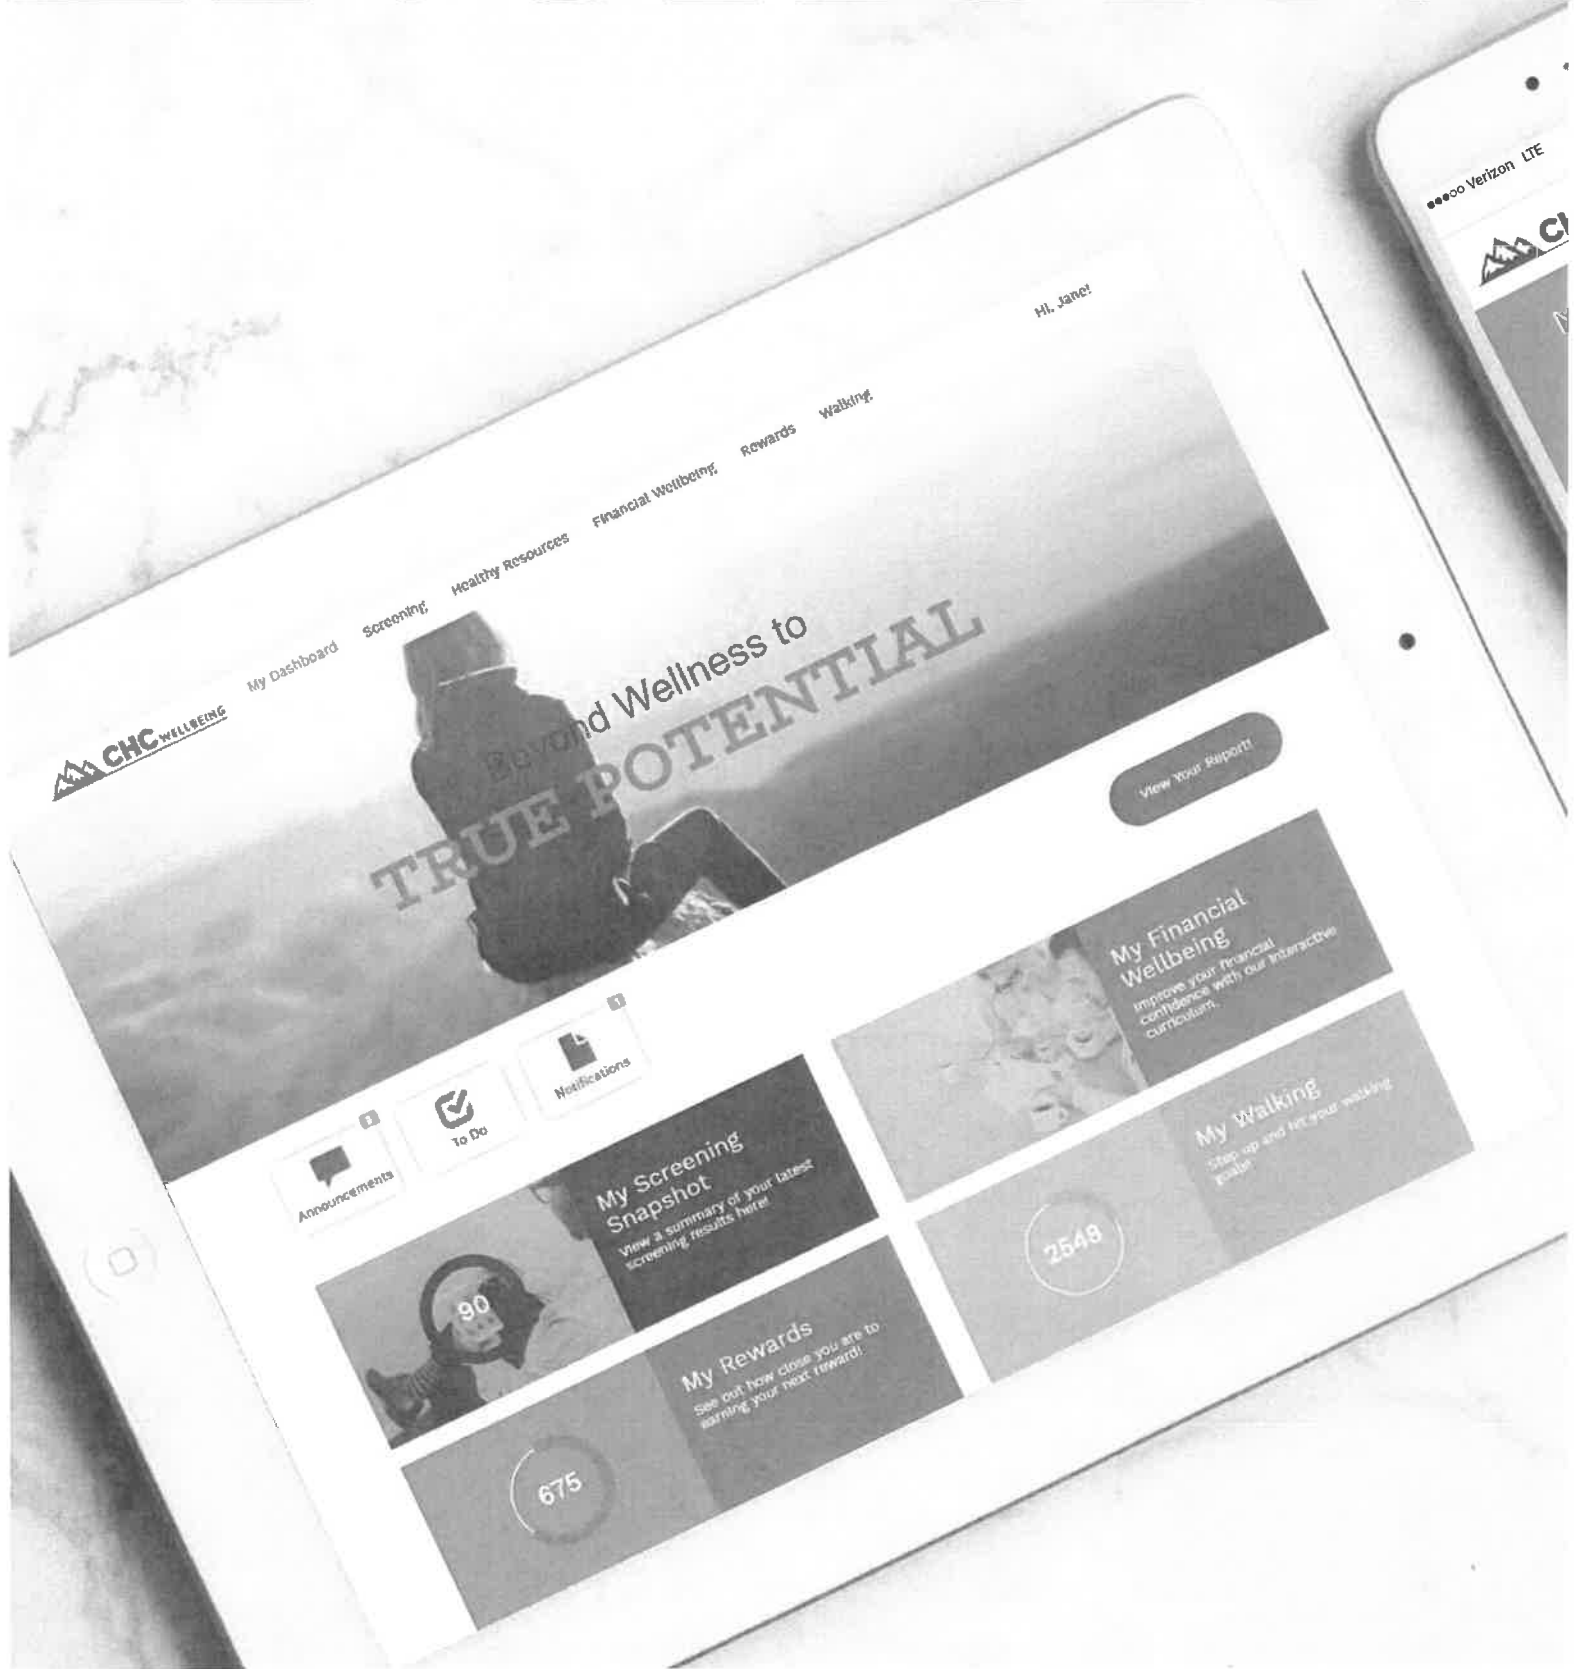 ●●●○○ Verizon LTE
CH
Hi, Jane!
CHC WELLBEING
My Dashboard
Screening
Healthy Resources
Financial Wellbeing
Rewards
Walking
Beyond Wellness to
TRUE POTENTIAL
View Your Report!
Announcements
To Do
1
Notifications
My Screening
Snapshot
View a summary of your latest
screening results here!
90
My Financial
Wellbeing
Improve your financial
confidence with our interactive
curriculum.
My Rewards
See out how close you are to
earning your next reward!
675
My Walking
Step up and hit your walking
goals!
2548